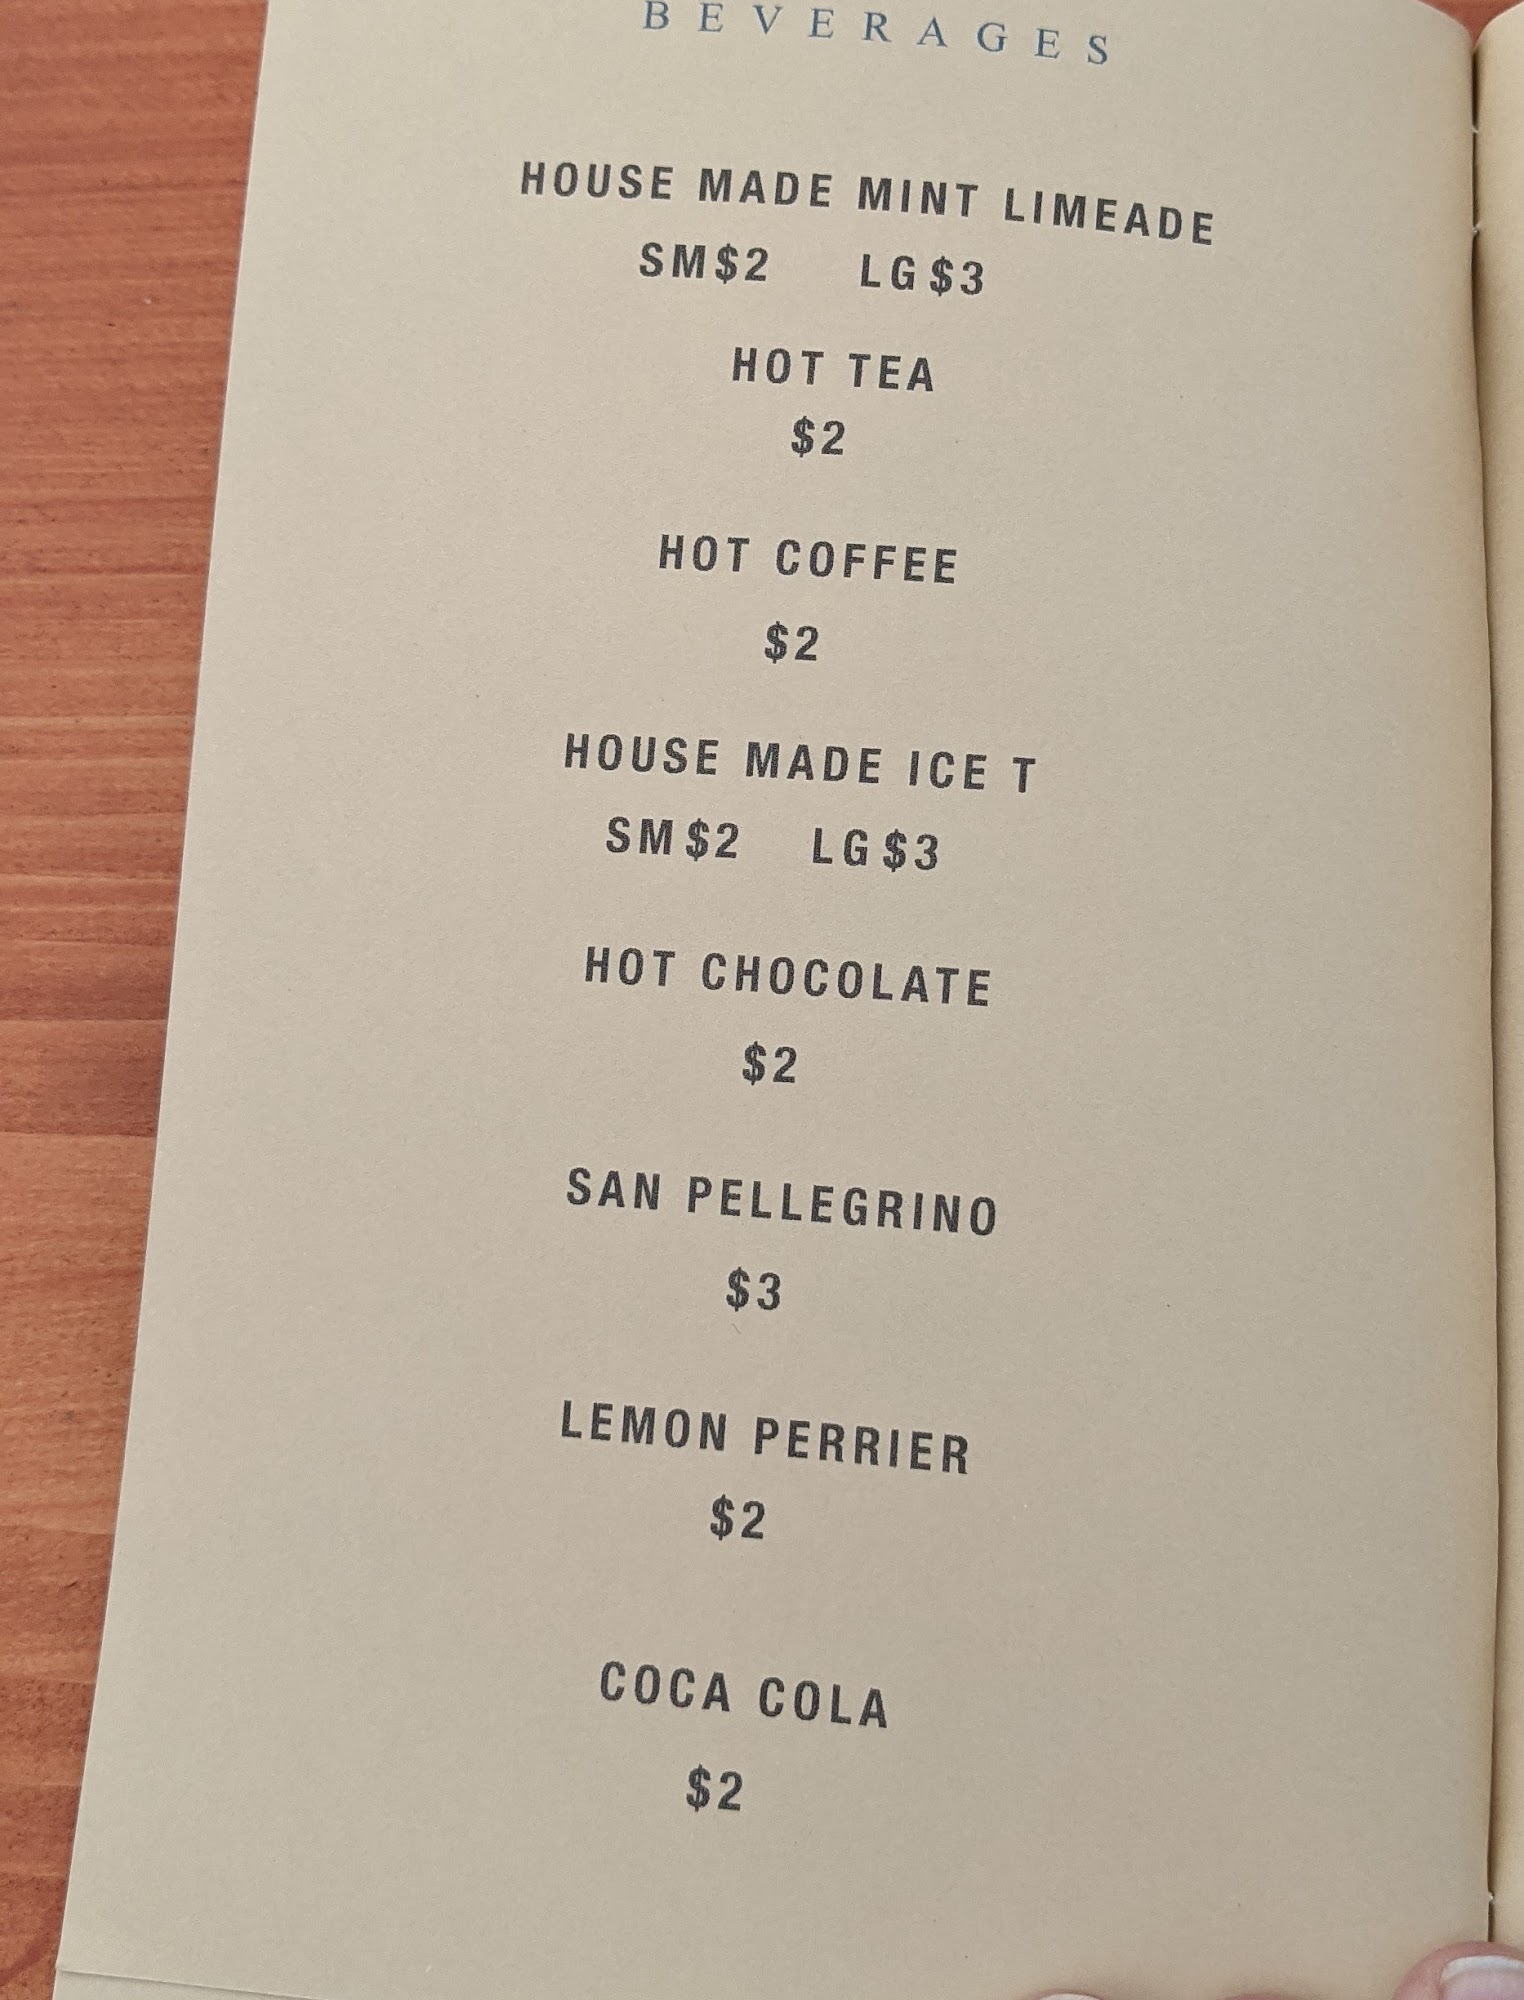 BEVERAGES
HOUSE MADE MINT LIMEADE
SM$2 LG$3
HOT TEA
$2
HOT COFFEE
$2
HOUSE MADE ICE T
SM$2 LG$3
HOT CHOCOLATE
$2
SAN PELLEGRINO
$3
LEMON PERRIER
$2
COCA COLA
$2